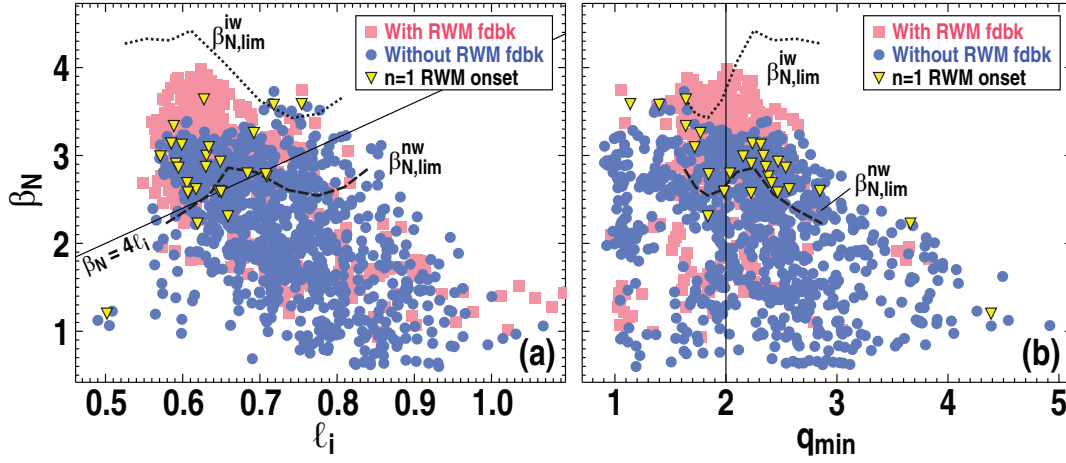 With RWM fdbk
Without RWM fdbk
n=1 RWM onset
β_N,lim^iw
β_N,lim^nw
β_N = 4ℓ_i
β_N
4
3
2
1
0.5 0.6 0.7 0.8 0.9 1.0
ℓ_i
(a)
With RWM fdbk
Without RWM fdbk
n=1 RWM onset
β_N,lim^iw
β_N,lim^nw
1 2 3 4 5
q_min
(b)